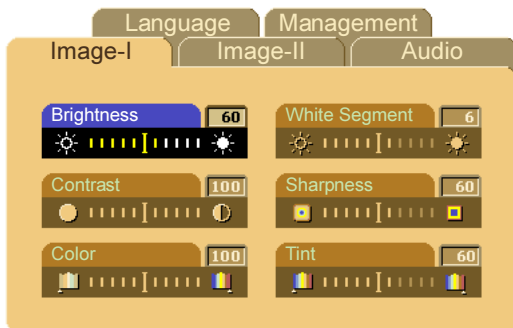 Language Management
Image-I Image-II Audio
Brightness 60
White Segment 6
Contrast 100
Sharpness 60
Color 100
Tint 60